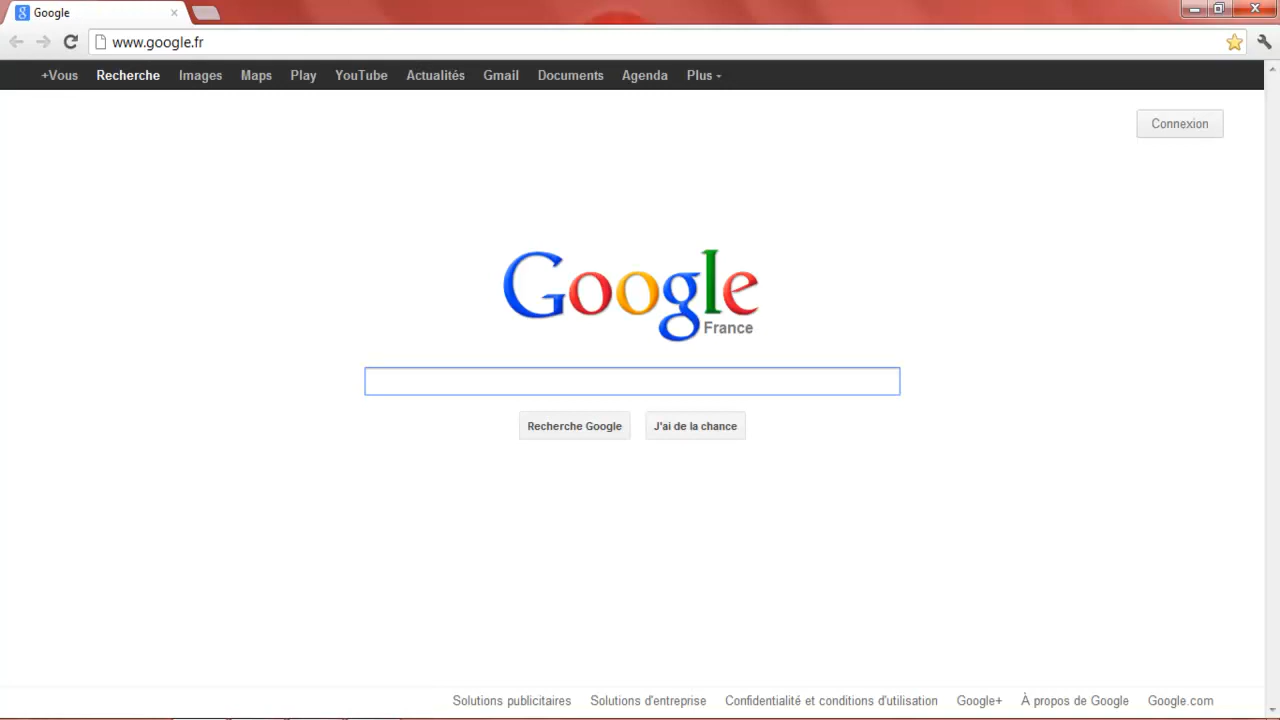 Google
www.google.fr
+Vous Recherche Images Maps Play YouTube Actualités Gmail Documents Agenda Plus
Connexion
Google
France
Recherche Google J'ai de la chance
Solutions publicitaires Solutions d'entreprise Confidentialité et conditions d'utilisation Google+ À propos de Google Google.com